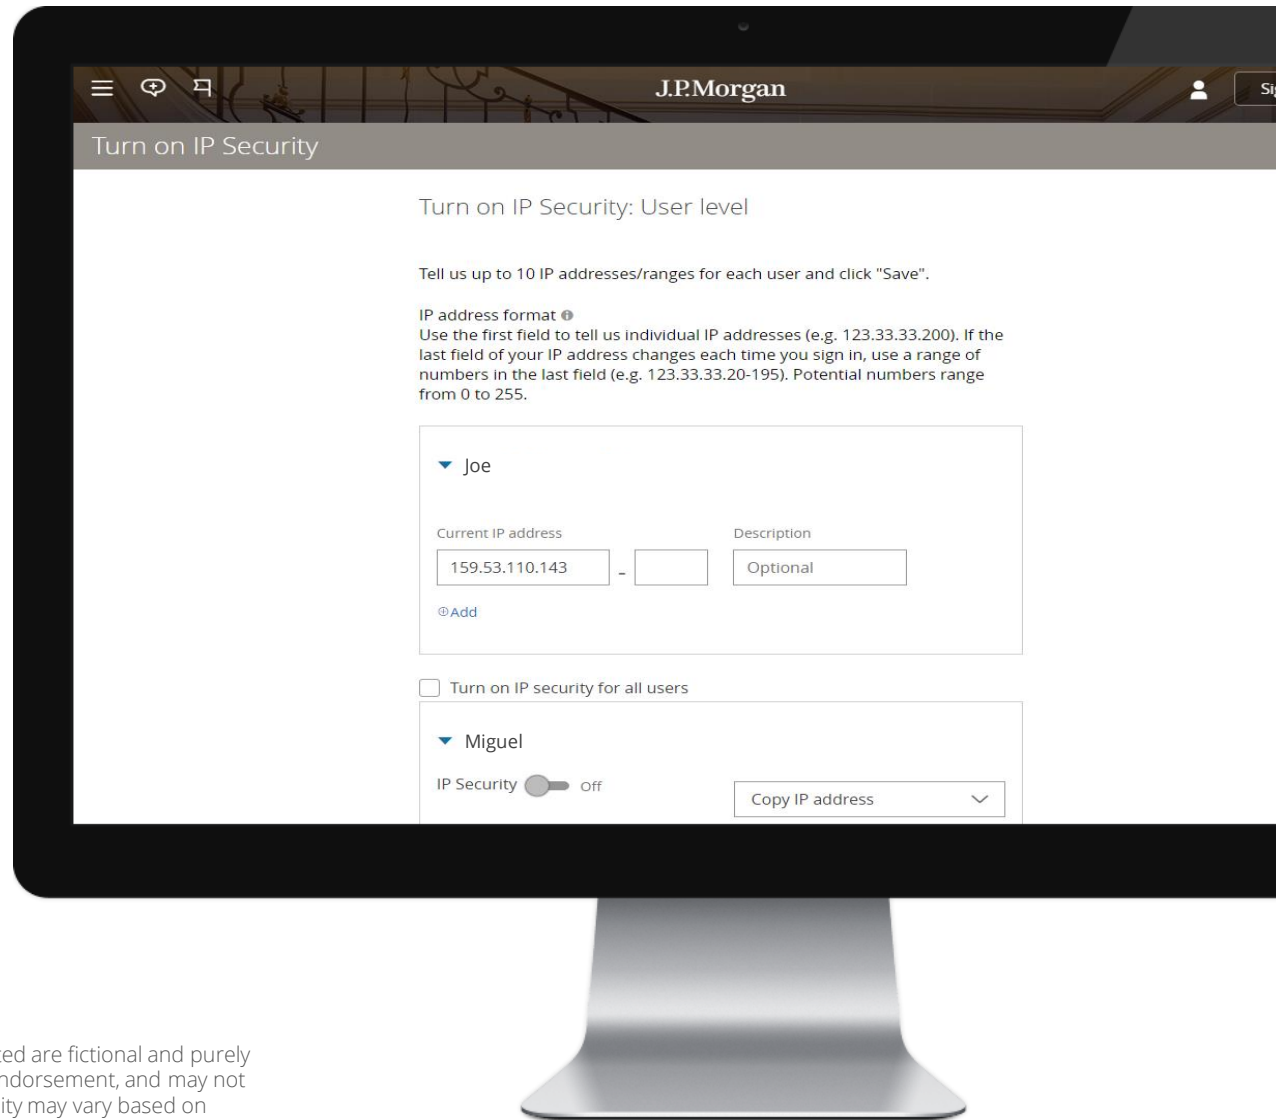 J.P.Morgan
Turn on IP Security
Turn on IP Security: User level
Tell us up to 10 IP addresses/ranges for each user and click "Save".
IP address format
Use the first field to tell us individual IP addresses (e.g. 123.33.33.200). If the
last field of your IP address changes each time you sign in, use a range of
numbers in the last field (e.g. 123.33.33.20-195). Potential numbers range
from 0 to 255.
Joe
Current IP address Description
159.53.110.143 - Optional
Add
Turn on IP security for all users
Miguel
IP Security Off
Copy IP address
are fictional and purely
endorsement, and may not
may vary based on